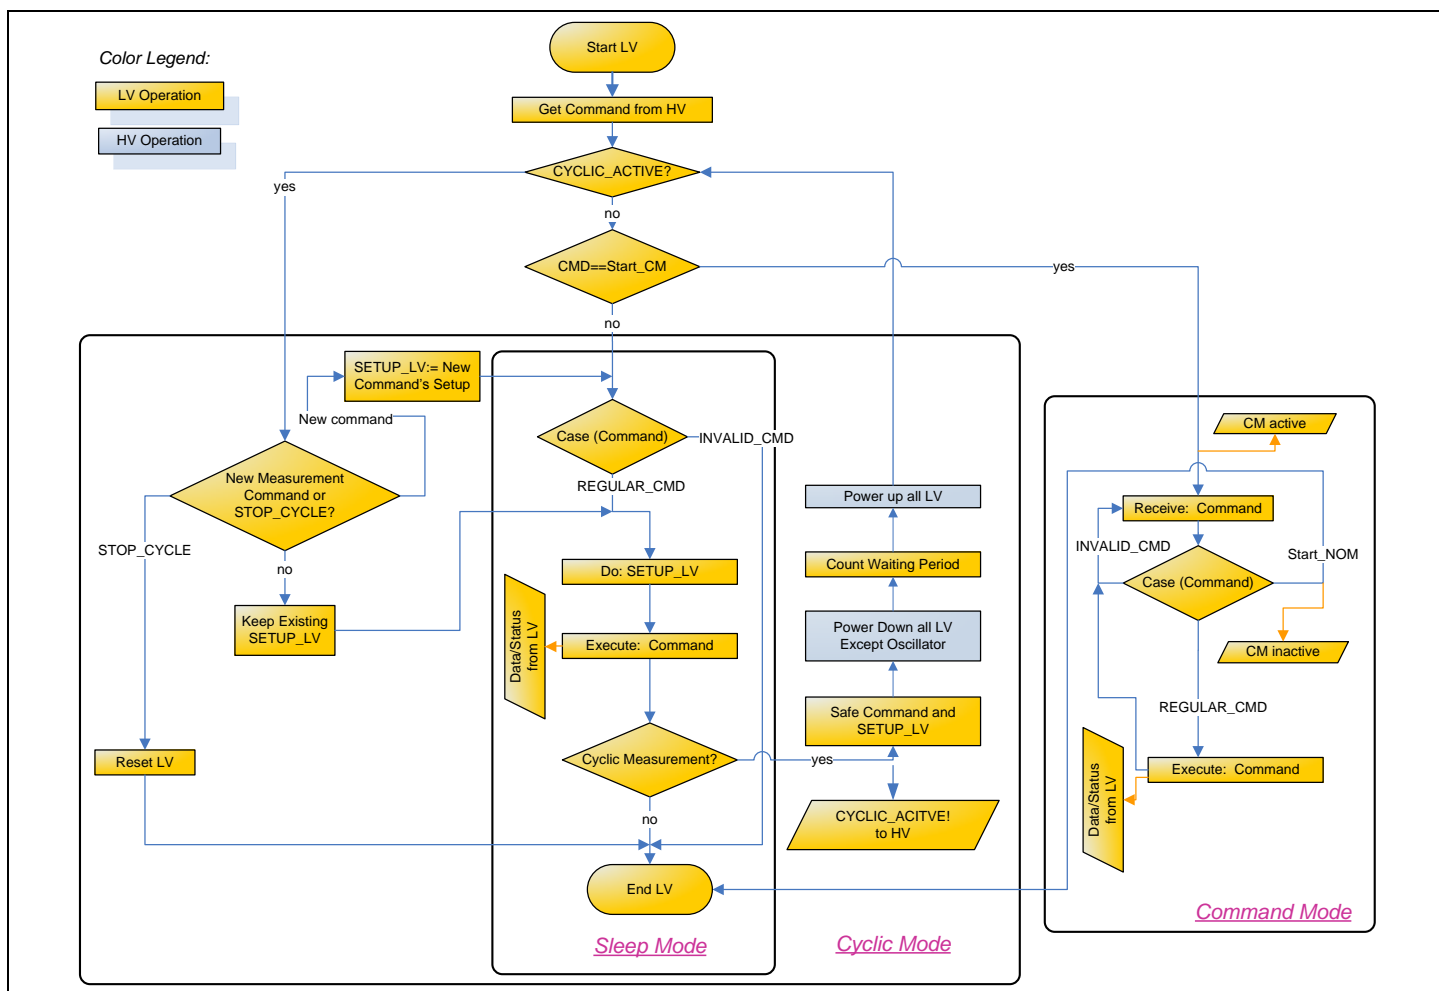 Color Legend:
LV Operation
HV Operation
Start LV
Get Command from HV
CYCLIC_ACTIVE?
yes
no
CMD==Start_CM
yes
no
SETUP_LV:= New
Command's Setup
New command
Case (Command)
INVALID_CMD
REGULAR_CMD
New Measurement
Command or
STOP_CYCLE?
STOP_CYCLE
no
Keep Existing
SETUP_LV
Do: SETUP_LV
Execute: Command
Data/Status
from LV
Cyclic Measurement?
yes
no
Reset LV
End LV
Sleep Mode
Power up all LV
Count Waiting Period
Power Down all LV
Except Oscillator
Safe Command and
SETUP_LV
CYCLIC_ACITVE!
to HV
Cyclic Mode
CM active
Receive: Command
INVALID_CMD
Start_NOM
Case (Command)
CM inactive
REGULAR_CMD
Execute: Command
Data/Status
from LV
Command Mode